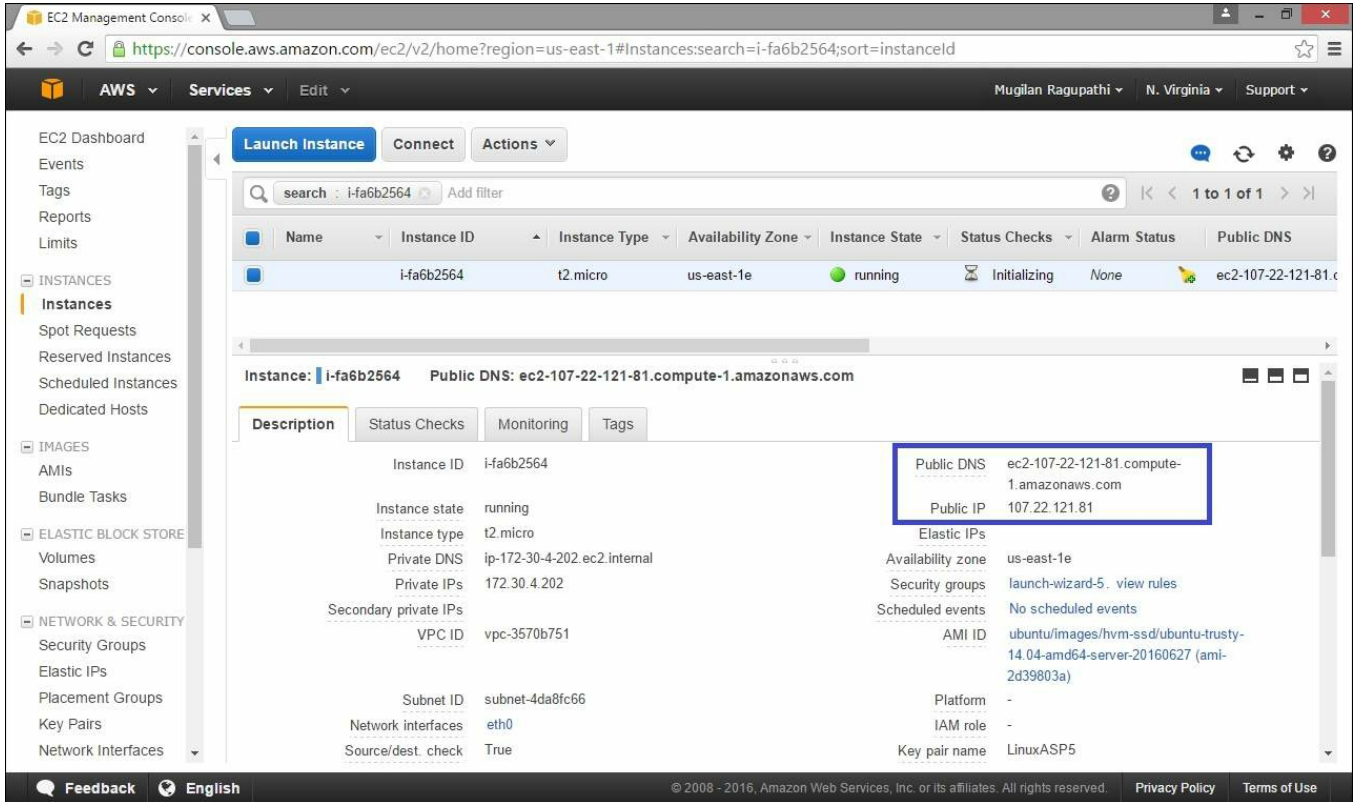 EC2 Management Console
https://console.aws.amazon.com/ec2/v2/home?region=us-east-1#Instances:search=i-fa6b2564;sort=instanceId
AWS Services Edit Mugilan Ragupathi N. Virginia Support
EC2 Dashboard
Events
Tags
Reports
Limits
INSTANCES
Instances
Spot Requests
Reserved Instances
Scheduled Instances
Dedicated Hosts
IMAGES
AMIs
Bundle Tasks
ELASTIC BLOCK STORE
Volumes
Snapshots
NETWORK & SECURITY
Security Groups
Elastic IPs
Placement Groups
Key Pairs
Network Interfaces
Launch Instance Connect Actions
search : i-fa6b2564 Add filter 1 to 1 of 1
Name Instance ID Instance Type Availability Zone Instance State Status Checks Alarm Status Public DNS
i-fa6b2564 t2.micro us-east-1e running Initializing None ec2-107-22-121-81.c
Instance: i-fa6b2564 Public DNS: ec2-107-22-121-81.compute-1.amazonaws.com
Description Status Checks Monitoring Tags
Instance ID i-fa6b2564
Instance state running
Instance type t2.micro
Private DNS ip-172-30-4-202.ec2.internal
Private IPs 172.30.4.202
Secondary private IPs
VPC ID vpc-3570b751
Subnet ID subnet-4da8fc66
Network interfaces eth0
Source/dest. check True
Public DNS ec2-107-22-121-81.compute-
1.amazonaws.com
Public IP 107.22.121.81
Elastic IPs
Availability zone us-east-1e
Security groups launch-wizard-5. view rules
Scheduled events No scheduled events
AMI ID ubuntu/images/hvm-ssd/ubuntu-trusty-
14.04-amd64-server-20160627 (ami-
2d39803a)
Platform -
IAM role -
Key pair name LinuxASP5
Feedback English © 2008 - 2016, Amazon Web Services, Inc. or its affiliates. All rights reserved. Privacy Policy Terms of Use